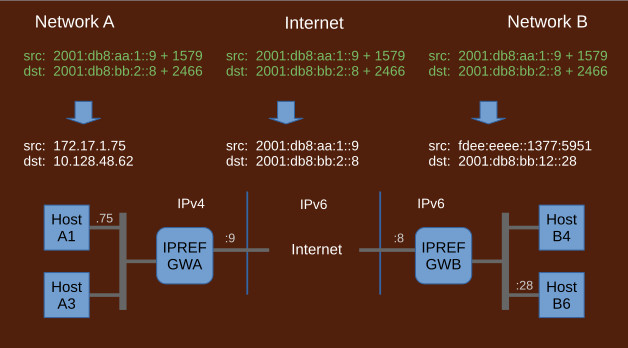 Network A
Internet
Network B
src: 2001:db8:aa:1::9 + 1579
dst: 2001:db8:bb:2::8 + 2466
src: 2001:db8:aa:1::9 + 1579
dst: 2001:db8:bb:2::8 + 2466
src: 2001:db8:aa:1::9 + 1579
dst: 2001:db8:bb:2::8 + 2466
src: 172.17.1.75
dst: 10.128.48.62
src: 2001:db8:aa:1::9
dst: 2001:db8:bb:2::8
src: fdee:eeee::1377:5951
dst: 2001:db8:bb:12::28
IPv4
IPv6
IPv6
Host
A1
.75
IPREF
GWA
:9
Internet
:8
IPREF
GWB
Host
B4
Host
A3
:28
Host
B6